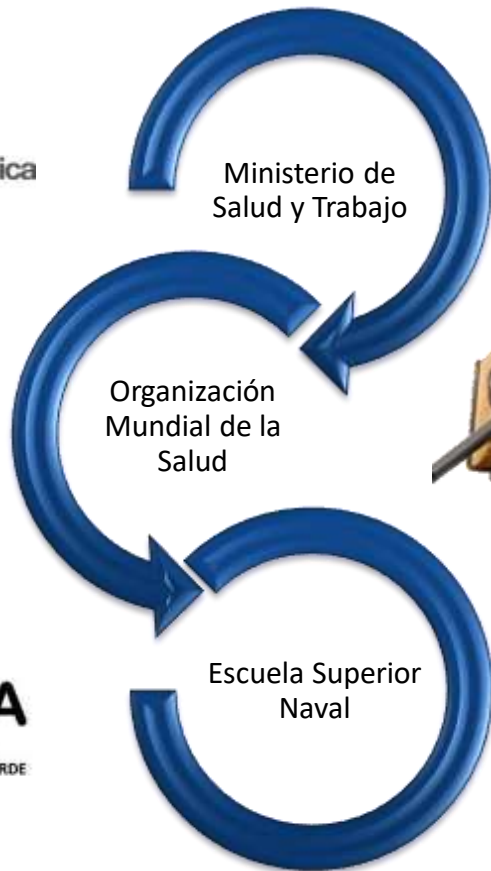 Ministerio de
Salud y Trabajo
Organización
Mundial de la
Salud
Escuela Superior
Naval